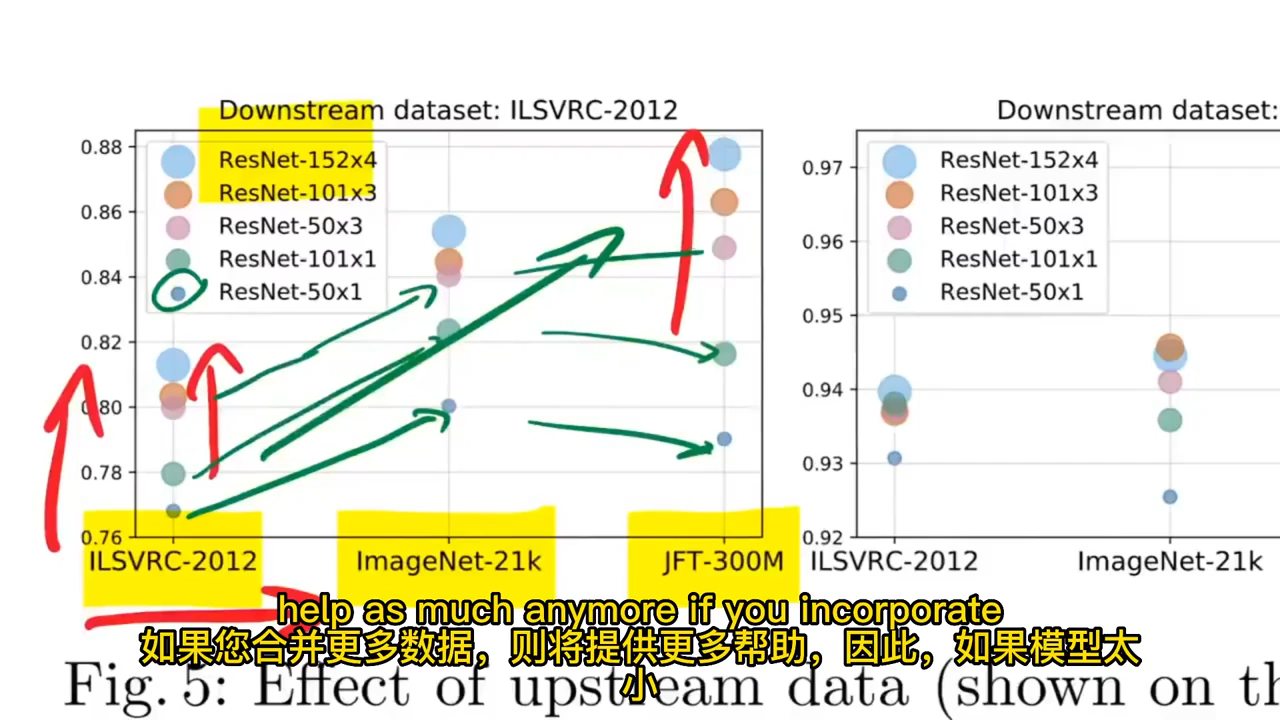 Downstream dataset: ILSVRC-2012
0.88
0.86
0.84
0.82
0.80
0.78
0.76
ResNet-152x4
ResNet-101x3
ResNet-50x3
ResNet-101x1
ResNet-50x1
ILSVRC-2012
ImageNet-21k
JFT-300M
Downstream dataset:
0.97
0.96
0.95
0.94
0.93
0.92
ResNet-152x4
ResNet-101x3
ResNet-50x3
ResNet-101x1
ResNet-50x1
ILSVRC-2012
ImageNet-21k
help as much anymore if you incorporate
如果您合并更多数据，则将提供更多帮助，因此，如果模型太
小
Fig. 5: Effect of upstream data (shown on th